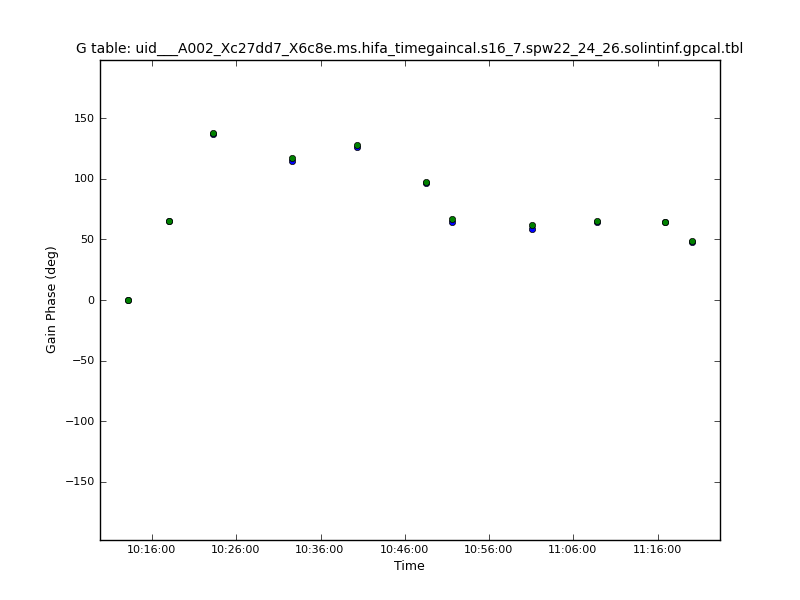 G table: uid___A002_Xc27dd7_X6c8e.ms.hifa_timegaincal.s16_7.spw22_24_26.solintinf.gpcal.tbl
150
100
50
0
−50
−100
−150
Gain Phase (deg)
10:16:00 10:26:00 10:36:00 10:46:00 10:56:00 11:06:00 11:16:00
Time